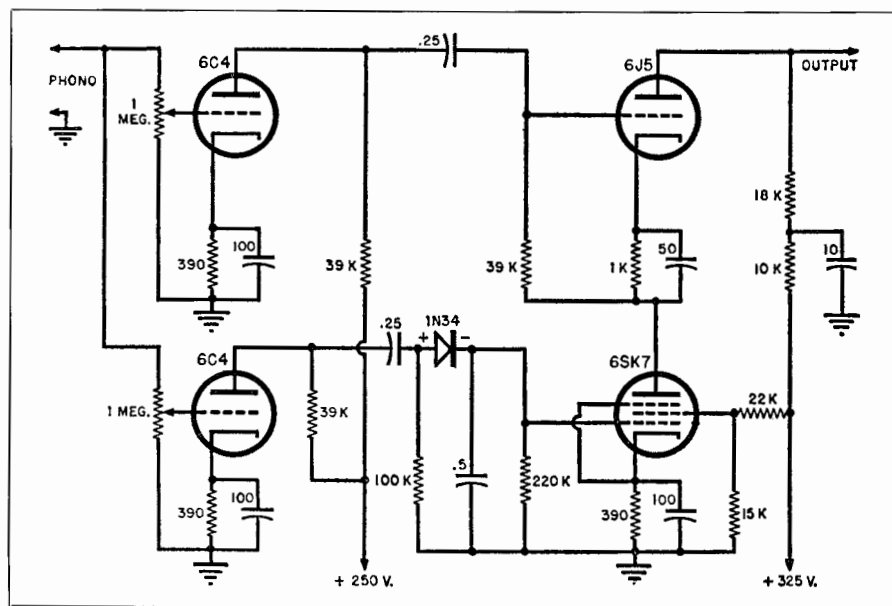 6C4
.25
6J5
PHONO
OUTPUT
1
MEG.
18 K
390
100
39 K
39 K
1K
50
10 K
10
6C4
.25
+
1N34
-
6SK7
1 MEG.
39 K
22 K
100 K
.5
220 K
390
100
390
100
15 K
+ 250 V.
+ 325 V.